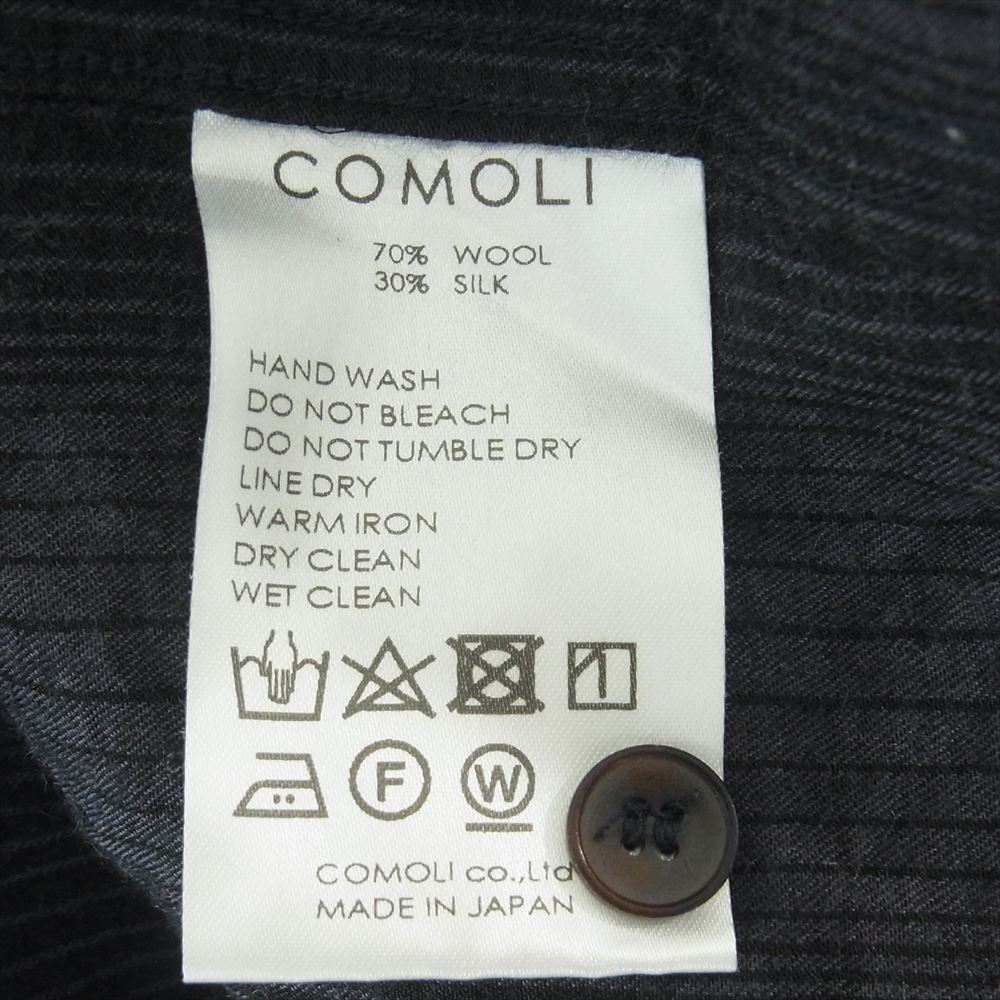 COMOLI
70% WOOL
30% SILK
HAND WASH
DO NOT BLEACH
DO NOT TUMBLE DRY
LINE DRY
WARM IRON
DRY CLEAN
WET CLEAN
F W
COMOLI co.,Ltd
MADE IN JAPAN